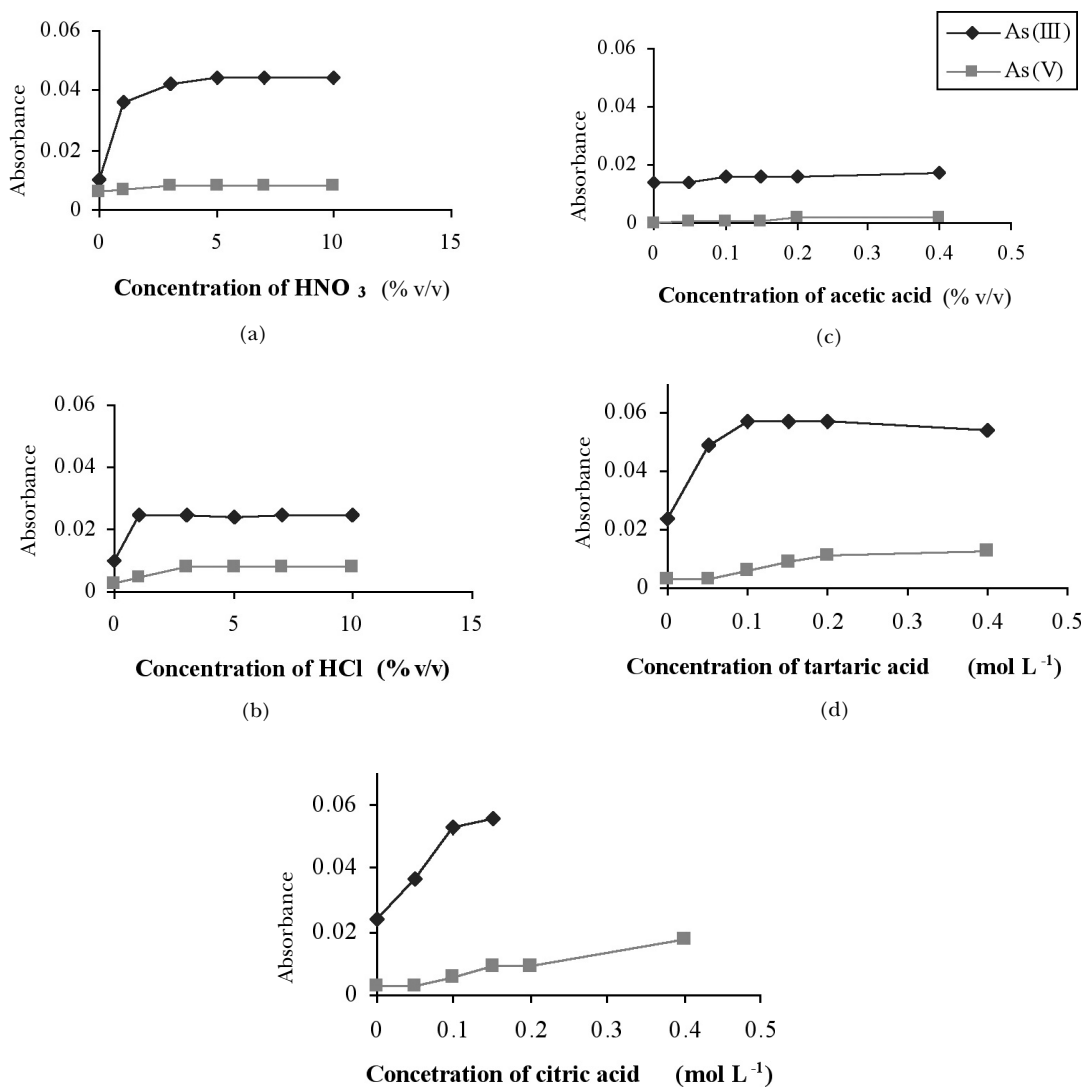 0.06
0.04
0.02
0
Absorbance
0 5 10 15
Concentration of HNO 3 (% v/v)
(a)
As (III)
As (V)
0.06
0.04
0.02
0
Absorbance
0 0.1 0.2 0.3 0.4 0.5
Concentration of acetic acid (% v/v)
(c)
0.06
0.04
0.02
0
Absorbance
0 5 10 15
Concentration of HCl (% v/v)
(b)
0.06
0.04
0.02
0
Absorbance
0 0.1 0.2 0.3 0.4 0.5
Concentration of tartaric acid (mol L -1)
(d)
0.06
0.04
0.02
0
Absorbance
0 0.1 0.2 0.3 0.4 0.5
Concetration of citric acid (mol L -1)